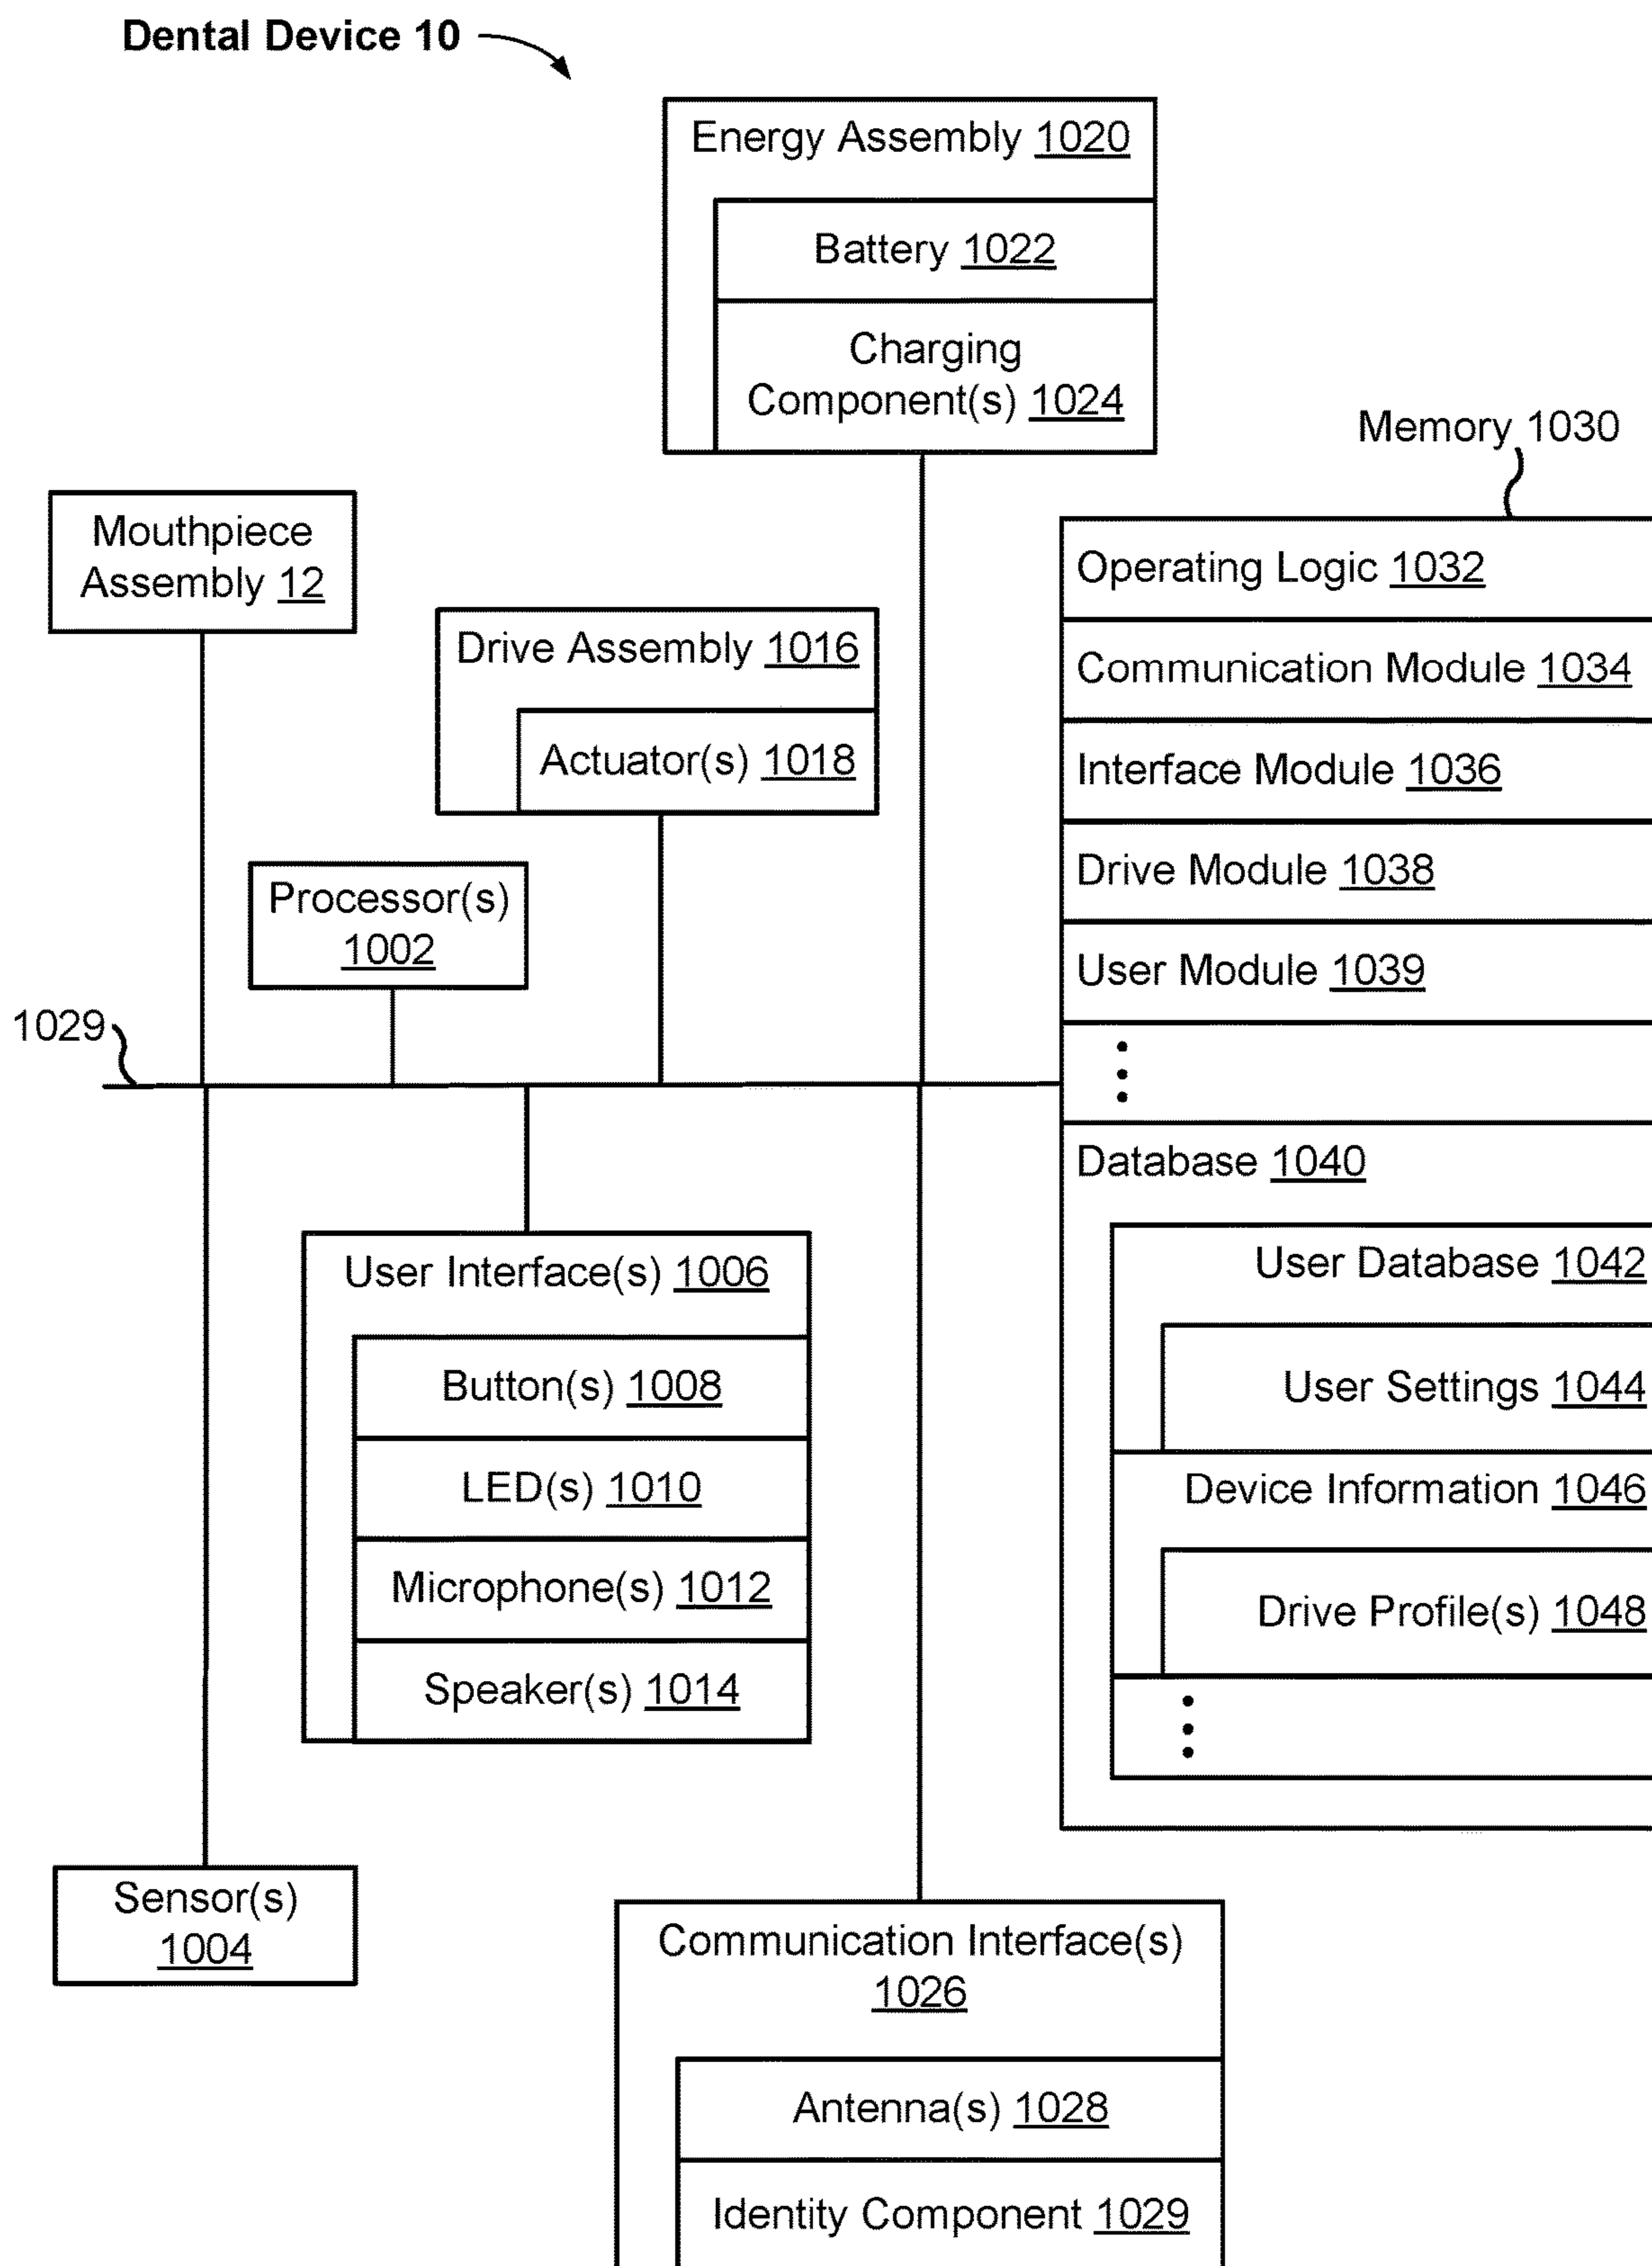 Dental Device 10
Energy Assembly 1020
Battery 1022
Charging
Component(s) 1024
Memory 1030
Mouthpiece
Assembly 12
Operating Logic 1032
Drive Assembly 1016
Communication Module 1034
Actuator(s) 1018
Interface Module 1036
Drive Module 1038
Processor(s)
1002
User Module 1039
1029
Database 1040
User Interface(s) 1006
User Database 1042
Button(s) 1008
User Settings 1044
LED(s) 1010
Device Information 1046
Microphone(s) 1012
Drive Profile(s) 1048
Speaker(s) 1014
Sensor(s)
1004
Communication Interface(s)
1026
Antenna(s) 1028
Identity Component 1029